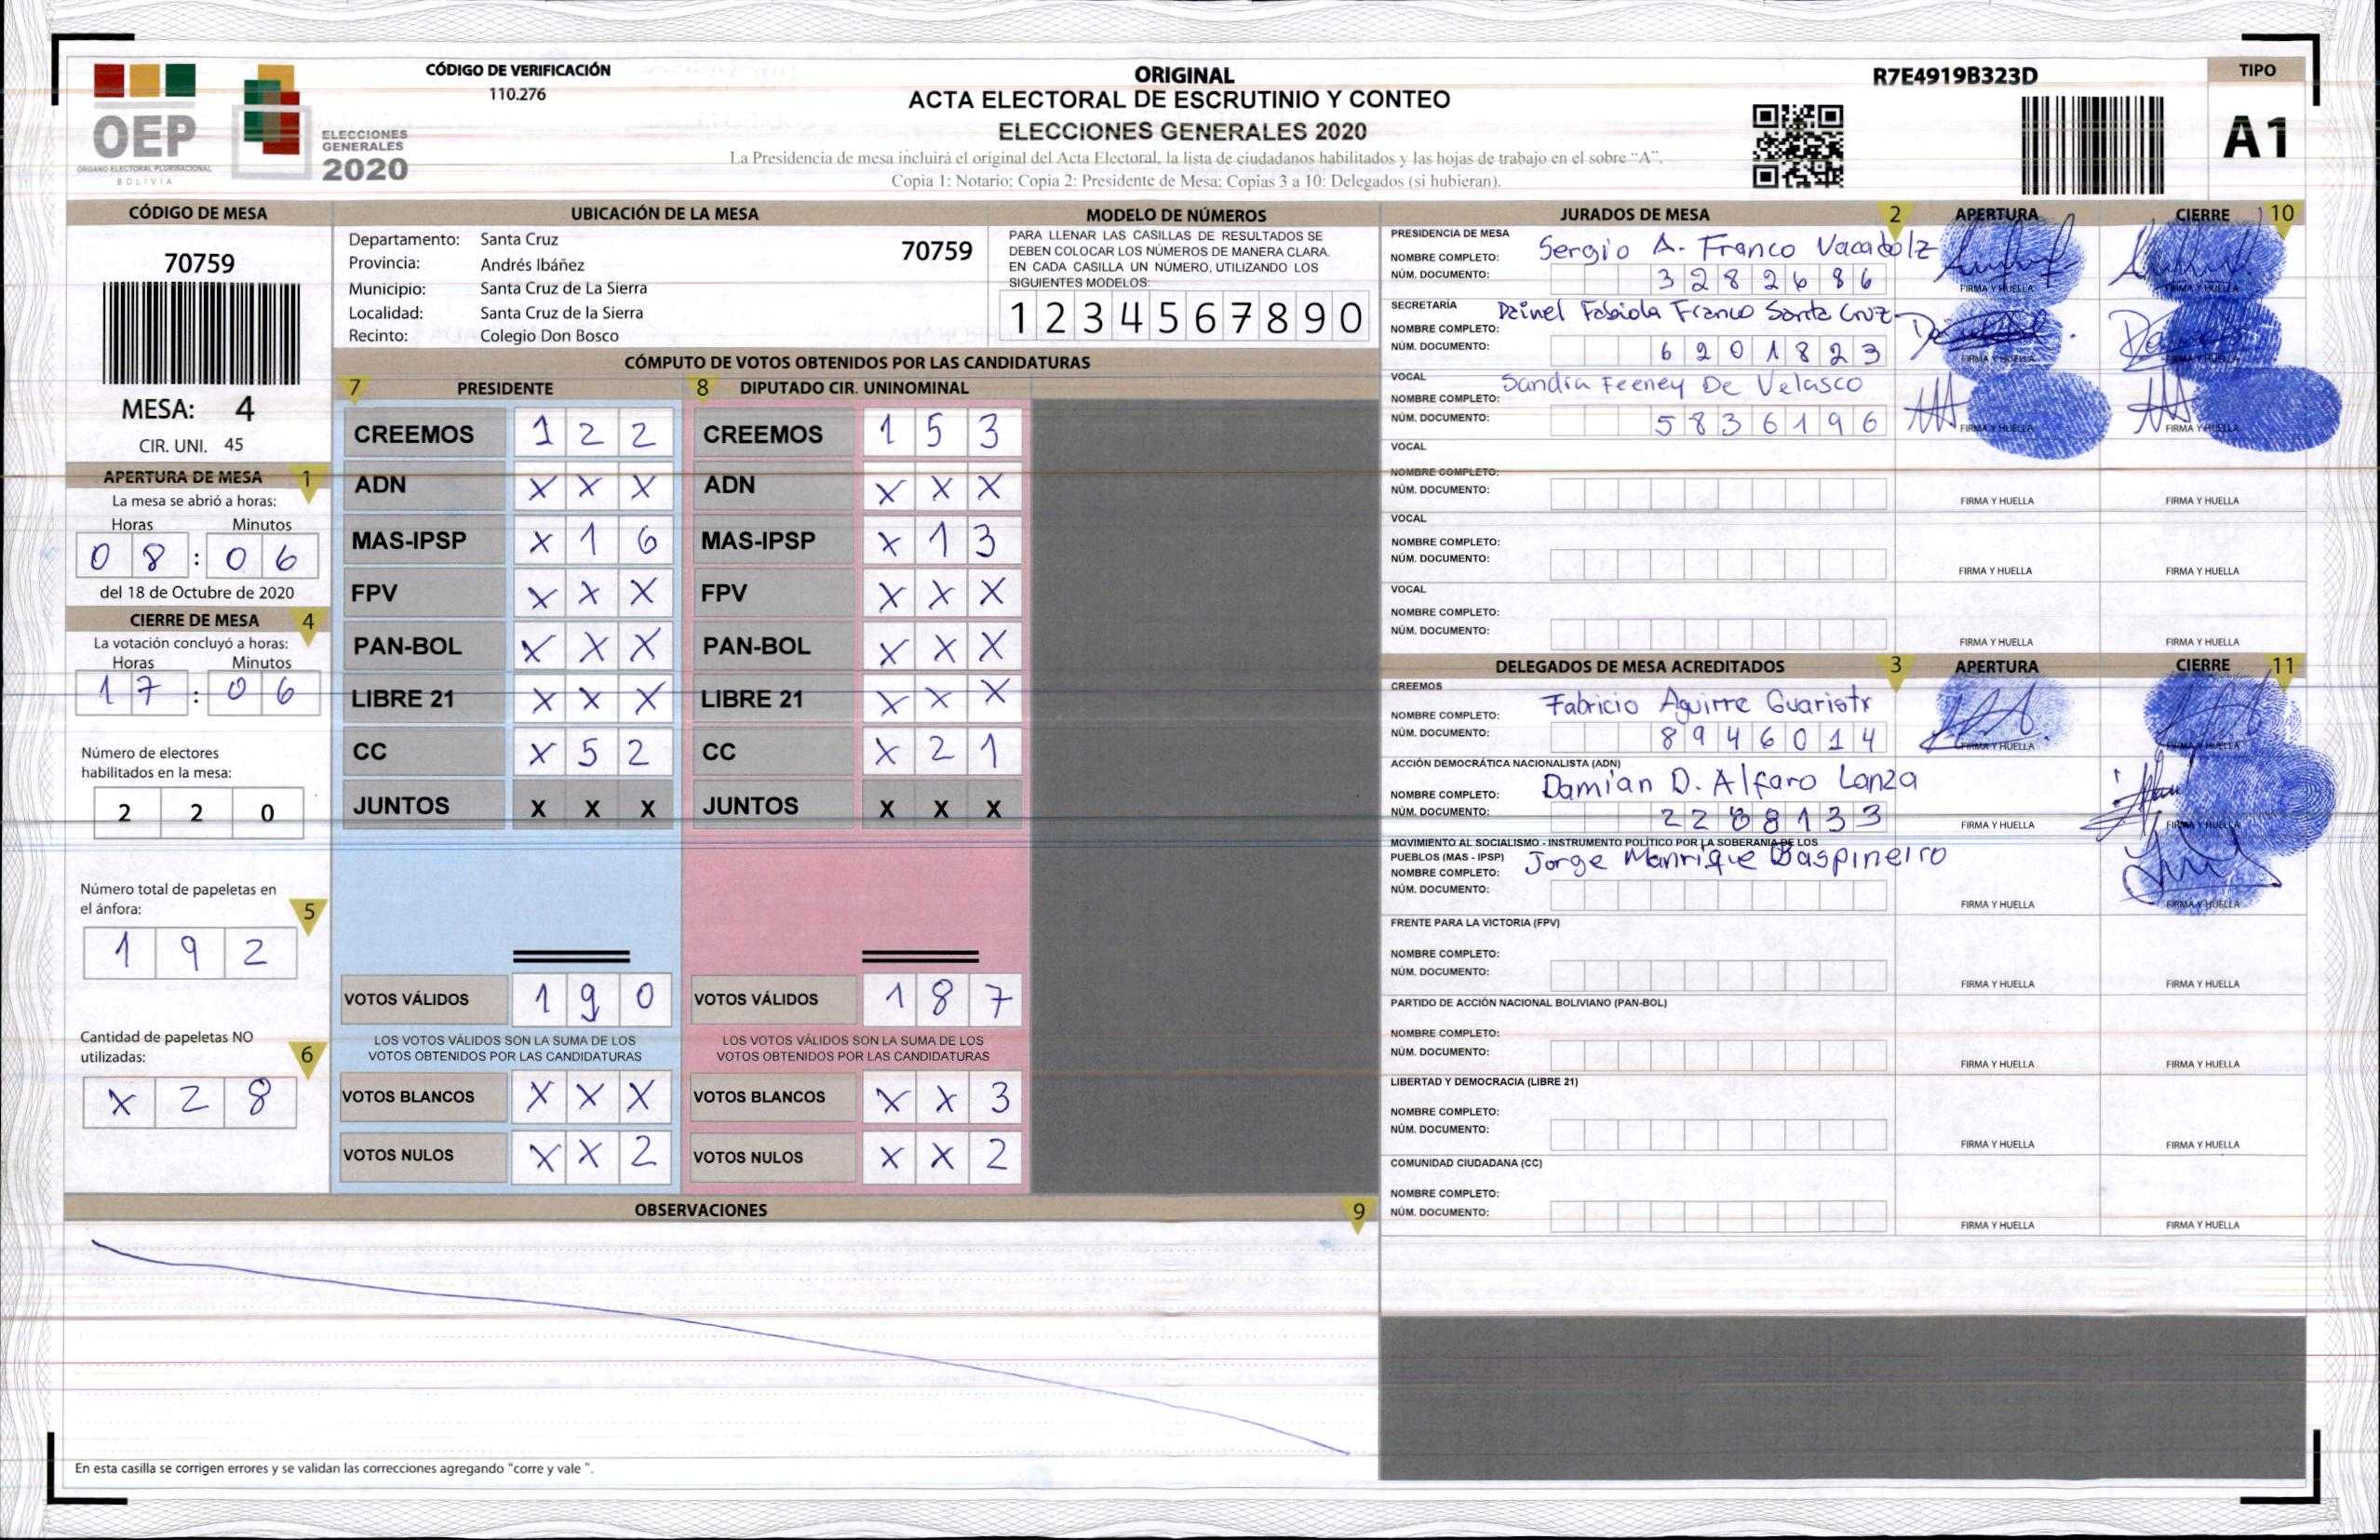 CÓDIGO DE VERIFICACIÓN
110.276
OEP
ÓRGANO ELECTORAL PLURINACIONAL
BOLIVIA
ELECCIONES
GENERALES
2020
ORIGINAL
ACTA ELECTORAL DE ESCRUTINIO Y CONTEO
ELECCIONES GENERALES 2020
La Presidencia de mesa incluirá el original del Acta Electoral, la lista de ciudadanos habilitados y las hojas de trabajo en el sobre "A".
Copia 1: Notario; Copia 2: Presidente de Mesa; Copias 3 a 10: Delegados (si hubieran).
R7E4919B323D
TIPO
A1
CÓDIGO DE MESA
70759
MESA: 4
CIR. UNI. 45
APERTURA DE MESA 1
La mesa se abrió a horas:
Horas Minutos
0 8 : 0 6
del 18 de Octubre de 2020
CIERRE DE MESA 4
La votación concluyó a horas:
Horas Minutos
1 7 : 0 6
Número de electores
habilitados en la mesa:
2 2 0
Número total de papeletas en
el ánfora: 5
1 9 2
Cantidad de papeletas NO
utilizadas: 6
X 2 8
UBICACIÓN DE LA MESA
Departamento: Santa Cruz 70759
Provincia: Andrés Ibáñez
Municipio: Santa Cruz de La Sierra
Localidad: Santa Cruz de la Sierra
Recinto: Colegio Don Bosco
MODELO DE NÚMEROS
PARA LLENAR LAS CASILLAS DE RESULTADOS SE
DEBEN COLOCAR LOS NÚMEROS DE MANERA CLARA.
EN CADA CASILLA UN NÚMERO, UTILIZANDO LOS
SIGUIENTES MODELOS:
1 2 3 4 5 6 7 8 9 0
CÓMPUTO DE VOTOS OBTENIDOS POR LAS CANDIDATURAS
7 PRESIDENTE 8 DIPUTADO CIR. UNINOMINAL
CREEMOS 1 2 2 CREEMOS 1 5 3
ADN X X X ADN X X X
MAS-IPSP X 1 6 MAS-IPSP X 1 3
FPV X X X FPV X X X
PAN-BOL X X X PAN-BOL X X X
LIBRE 21 X X X LIBRE 21 X X X
CC X 5 2 CC X 2 1
JUNTOS X X X JUNTOS X X X
VOTOS VÁLIDOS 1 9 0 VOTOS VÁLIDOS 1 8 7
LOS VOTOS VÁLIDOS SON LA SUMA DE LOS LOS VOTOS VÁLIDOS SON LA SUMA DE LOS
VOTOS OBTENIDOS POR LAS CANDIDATURAS VOTOS OBTENIDOS POR LAS CANDIDATURAS
VOTOS BLANCOS X X X VOTOS BLANCOS X X 3
VOTOS NULOS X X 2 VOTOS NULOS X X 2
OBSERVACIONES 9
En esta casilla se corrigen errores y se validan las correcciones agregando "corre y vale ".
JURADOS DE MESA 2 APERTURA CIERRE 10
PRESIDENCIA DE MESA
NOMBRE COMPLETO: Sergio A. Franco
NÚM. DOCUMENTO: 3 2 8 2 6 8 6 FIRMA Y HUELLA FIRMA Y HUELLA
SECRETARÍA
NOMBRE COMPLETO: Fabiola Franco Santa Cruz
NÚM. DOCUMENTO: 6 2 0 1 8 2 3 FIRMA Y HUELLA FIRMA Y HUELLA
VOCAL
NOMBRE COMPLETO: Sandra Feeney De Velasco
NÚM. DOCUMENTO: 5 8 3 6 1 9 6 FIRMA Y HUELLA FIRMA Y HUELLA
VOCAL
NOMBRE COMPLETO:
NÚM. DOCUMENTO: FIRMA Y HUELLA FIRMA Y HUELLA
VOCAL
NOMBRE COMPLETO:
NÚM. DOCUMENTO: FIRMA Y HUELLA FIRMA Y HUELLA
VOCAL
NOMBRE COMPLETO:
NÚM. DOCUMENTO: FIRMA Y HUELLA FIRMA Y HUELLA
DELEGADOS DE MESA ACREDITADOS 3 APERTURA CIERRE 11
CREEMOS
NOMBRE COMPLETO: Fabricio Aguirre
NÚM. DOCUMENTO: 8 9 4 6 0 1 4 FIRMA Y HUELLA FIRMA Y HUELLA
ACCIÓN DEMOCRÁTICA NACIONALISTA (ADN)
NOMBRE COMPLETO: Damian D. Alfaro Lanza
NÚM. DOCUMENTO: 2 2 8 8 1 3 3 FIRMA Y HUELLA FIRMA Y HUELLA
MOVIMIENTO AL SOCIALISMO - INSTRUMENTO POLÍTICO POR LA SOBERANÍA DE LOS
PUEBLOS (MAS - IPSP)
NOMBRE COMPLETO: Jorge Manrique Baspineiro
NÚM. DOCUMENTO: FIRMA Y HUELLA FIRMA Y HUELLA
FRENTE PARA LA VICTORIA (FPV)
NOMBRE COMPLETO:
NÚM. DOCUMENTO: FIRMA Y HUELLA FIRMA Y HUELLA
PARTIDO DE ACCIÓN NACIONAL BOLIVIANO (PAN-BOL)
NOMBRE COMPLETO:
NÚM. DOCUMENTO: FIRMA Y HUELLA FIRMA Y HUELLA
LIBERTAD Y DEMOCRACIA (LIBRE 21)
NOMBRE COMPLETO:
NÚM. DOCUMENTO: FIRMA Y HUELLA FIRMA Y HUELLA
COMUNIDAD CIUDADANA (CC)
NOMBRE COMPLETO:
NÚM. DOCUMENTO: FIRMA Y HUELLA FIRMA Y HUELLA